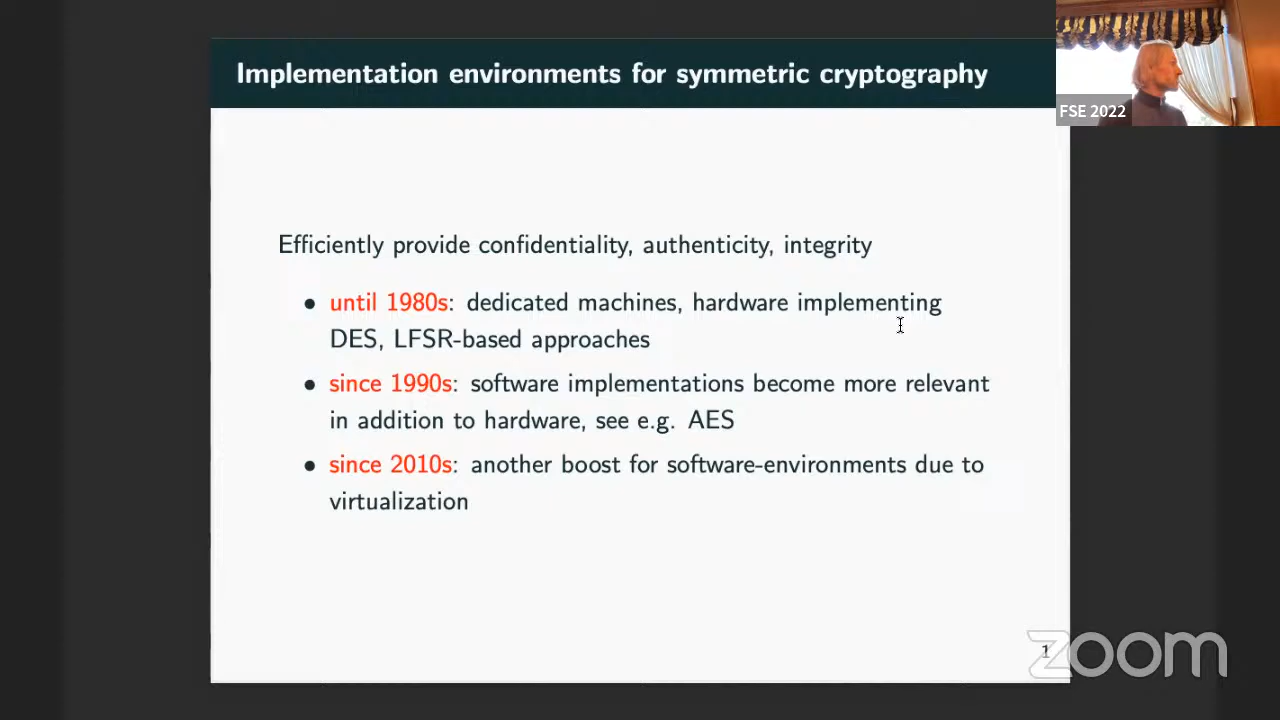 Implementation environments for symmetric cryptography
FSE 2022
Efficiently provide confidentiality, authenticity, integrity
• until 1980s: dedicated machines, hardware implementing
DES, LFSR-based approaches
• since 1990s: software implementations become more relevant
in addition to hardware, see e.g. AES
• since 2010s: another boost for software-environments due to
virtualization
1
zoom